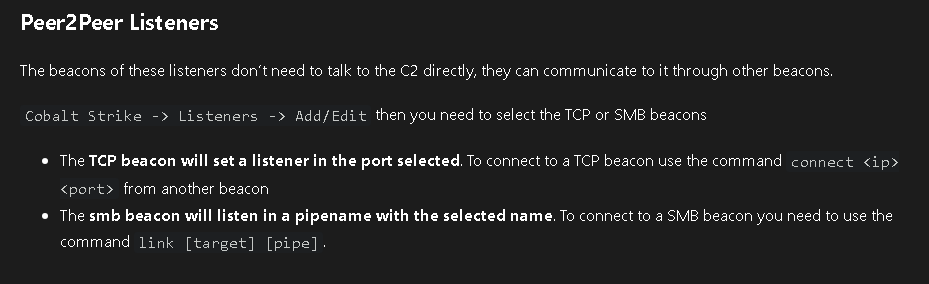 Peer2Peer Listeners
The beacons of these listeners don't need to talk to the C2 directly, they can communicate to it through other beacons.
Cobalt Strike -> Listeners -> Add/Edit then you need to select the TCP or SMB beacons
• The TCP beacon will set a listener in the port selected. To connect to a TCP beacon use the command connect <ip>
<port> from another beacon
• The smb beacon will listen in a pipename with the selected name. To connect to a SMB beacon you need to use the
command link [target] [pipe].